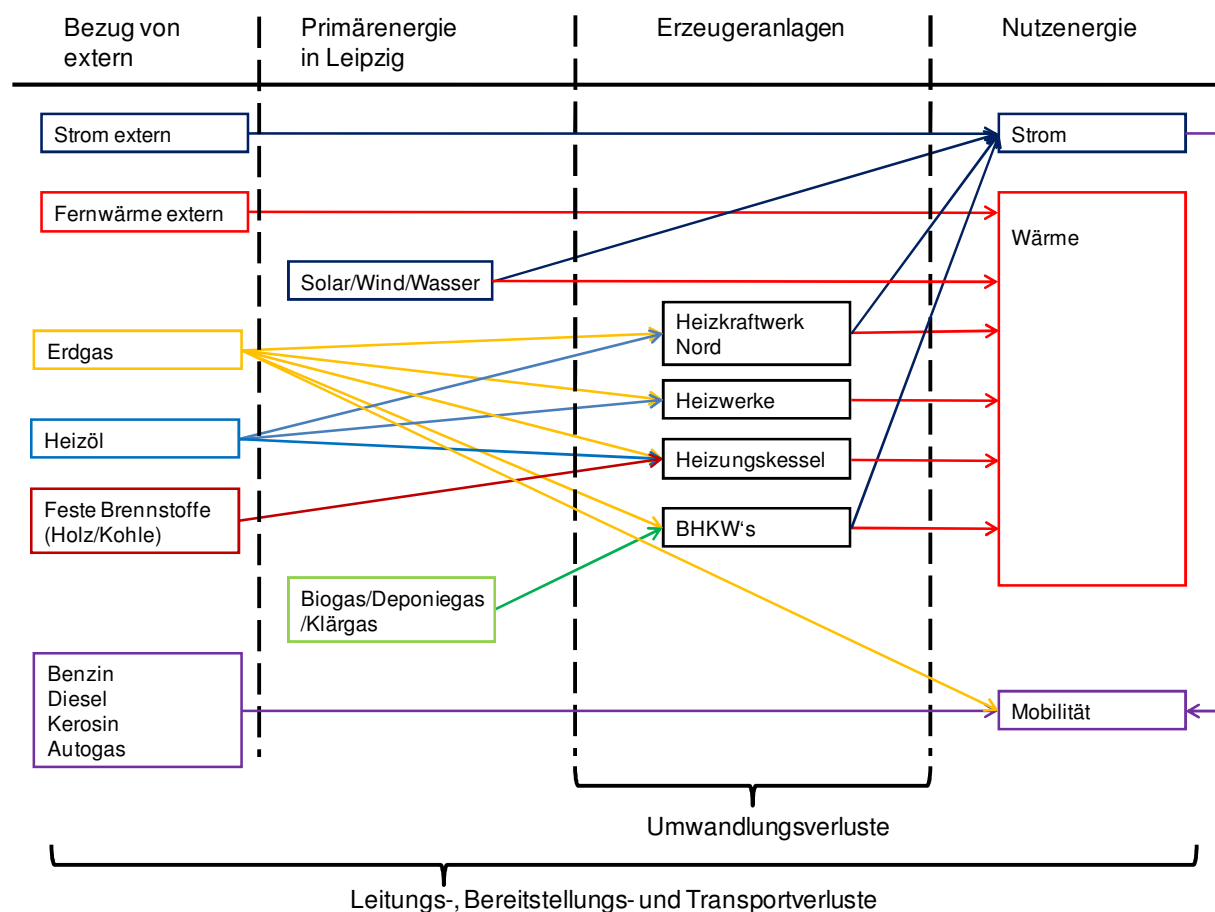 Bezug von
extern
Primärenergie
in Leipzig
Erzeugeranlagen
Nutzenergie
Strom extern
Strom
Fernwärme extern
Wärme
Solar/Wind/Wasser
Heizkraftwerk
Nord
Erdgas
Heizwerke
Heizöl
Heizungskessel
Feste Brennstoffe
(Holz/Kohle)
BHKW‘s
Biogas/Deponiegas
/Klärgas
Benzin
Diesel
Kerosin
Autogas
Mobilität
Umwandlungsverluste
Leitungs-, Bereitstellungs- und Transportverluste